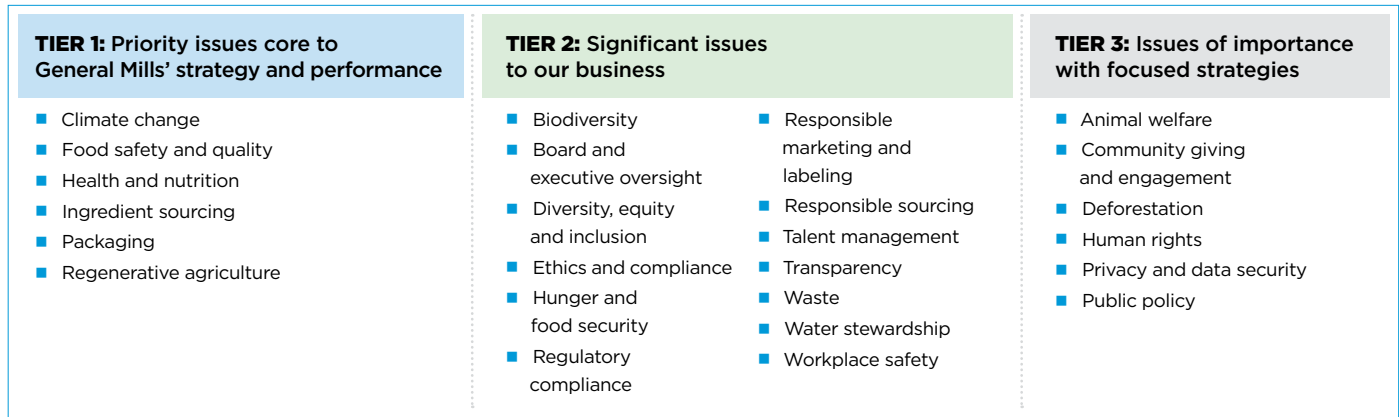 TIER 1: Priority issues core to
General Mills’ strategy and performance
Climate change
Food safety and quality
Health and nutrition
Ingredient sourcing
Packaging
Regenerative agriculture
TIER 2: Significant issues
to our business
Biodiversity
Board and
executive oversight
Diversity, equity
and inclusion
Ethics and compliance
Hunger and
food security
Regulatory
compliance
Responsible
marketing and
labeling
Responsible sourcing
Talent management
Transparency
Waste
Water stewardship
Workplace safety
TIER 3: Issues of importance
with focused strategies
Animal welfare
Community giving
and engagement
Deforestation
Human rights
Privacy and data security
Public policy